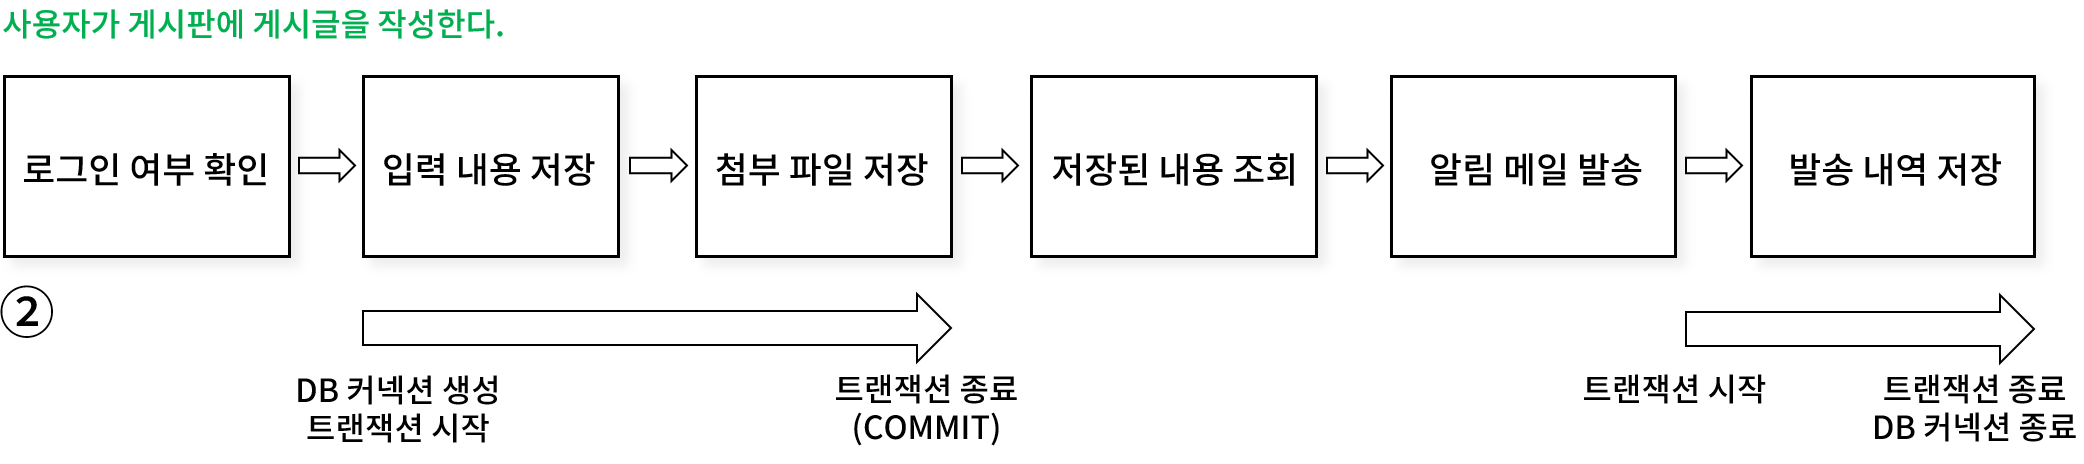 사용자가 게시판에 게시글을 작성한다.
로그인 여부 확인
입력 내용 저장
첨부 파일 저장
저장된 내용 조회
알림 메일 발송
발송 내역 저장
②
DB 커넥션 생성
트랜잭션 시작
트랜잭션 종료
(COMMIT)
트랜잭션 시작
트랜잭션 종료
DB 커넥션 종료